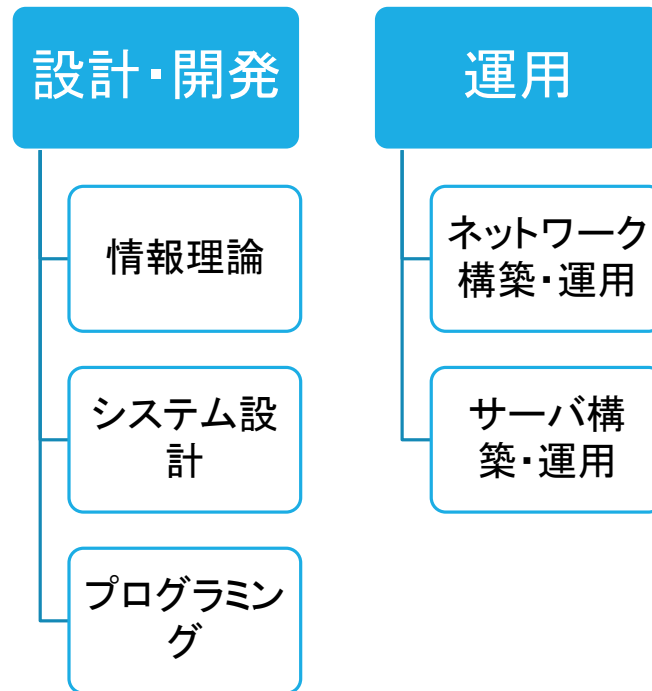 設計・開発
情報理論
システム設
計
プログラミン
グ
運用
ネットワーク
構築・運用
サーバ構
築・運用